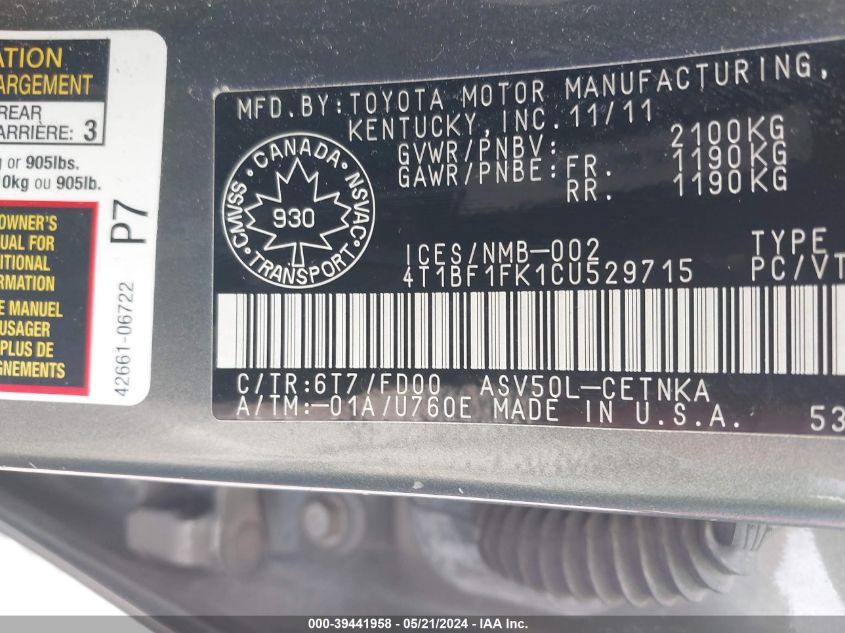 ATION
ARGEMENT
REAR
ARRIÈRE: 3
g or 905lbs.
0kg ou 905lb.
OWNER'S
UAL FOR
ITIONAL
RMATION
E MANUEL
USAGER
PLUS DE
GNEMENTS
P7
42661-06722
MFD.BY:TOYOTA MOTOR MANUFACTURING,
KENTUCKY, INC. 11/11
GVWR/PNBV: 2100KG
GAWR/PNBE: FR. 1190KG
RR. 1190KG
CANADA
CMVSS NSVAC
930
TRANSPORT
ICES/NMB-002 TYPE
4T1BF1FK1CU529715 PC/VT
C/TR:6T7/FD00 ASV50L-CETNKA
A/TM:-01A/U760E MADE IN U.S.A. 53
000-39441958 - 05/21/2024 - IAA Inc.